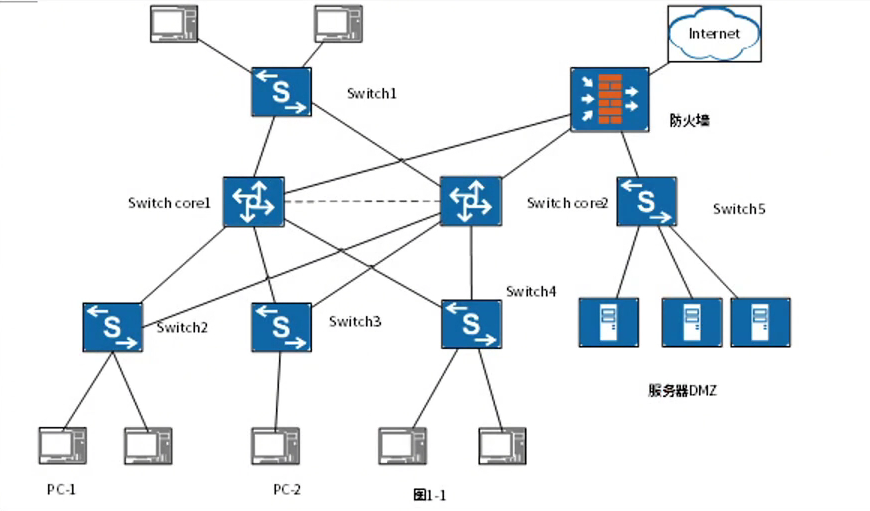 Internet
Switch1
防火墙
Switch core1
Switch core2
Switch5
S
S
Switch4
Switch2
Switch3
S
S
S
服务器DMZ
PC-1
PC-2
图1-1